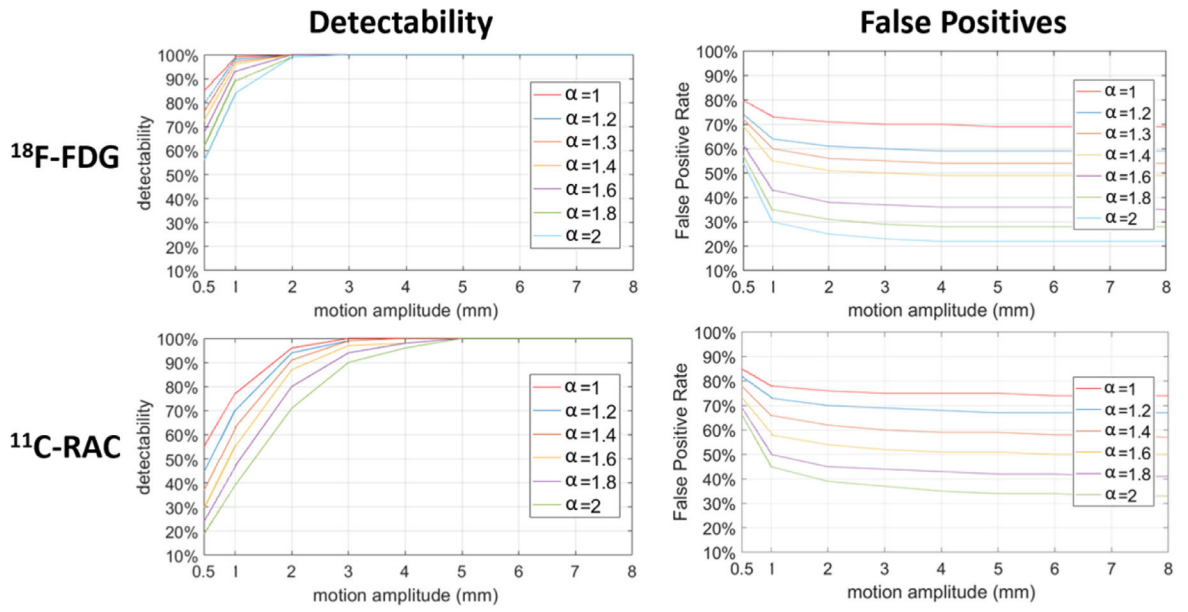 Detectability
False Positives
18F-FDG
100%
90%
80%
70%
60%
50%
40%
30%
20%
10%
detectability
0.5 1 2 3 4 5 6 7 8
motion amplitude (mm)
α=1
α=1.2
α=1.3
α=1.4
α=1.6
α=1.8
α=2
100%
90%
80%
70%
60%
50%
40%
30%
20%
10%
False Positive Rate
0.5 1 2 3 4 5 6 7 8
motion amplitude (mm)
α=1
α=1.2
α=1.3
α=1.4
α=1.6
α=1.8
α=2
11C-RAC
100%
90%
80%
70%
60%
50%
40%
30%
20%
10%
detectability
0.5 1 2 3 4 5 6 7 8
motion amplitude (mm)
α=1
α=1.2
α=1.4
α=1.6
α=1.8
α=2
100%
90%
80%
70%
60%
50%
40%
30%
20%
10%
False Positive Rate
0.5 1 2 3 4 5 6 7 8
motion amplitude (mm)
α=1
α=1.2
α=1.4
α=1.6
α=1.8
α=2